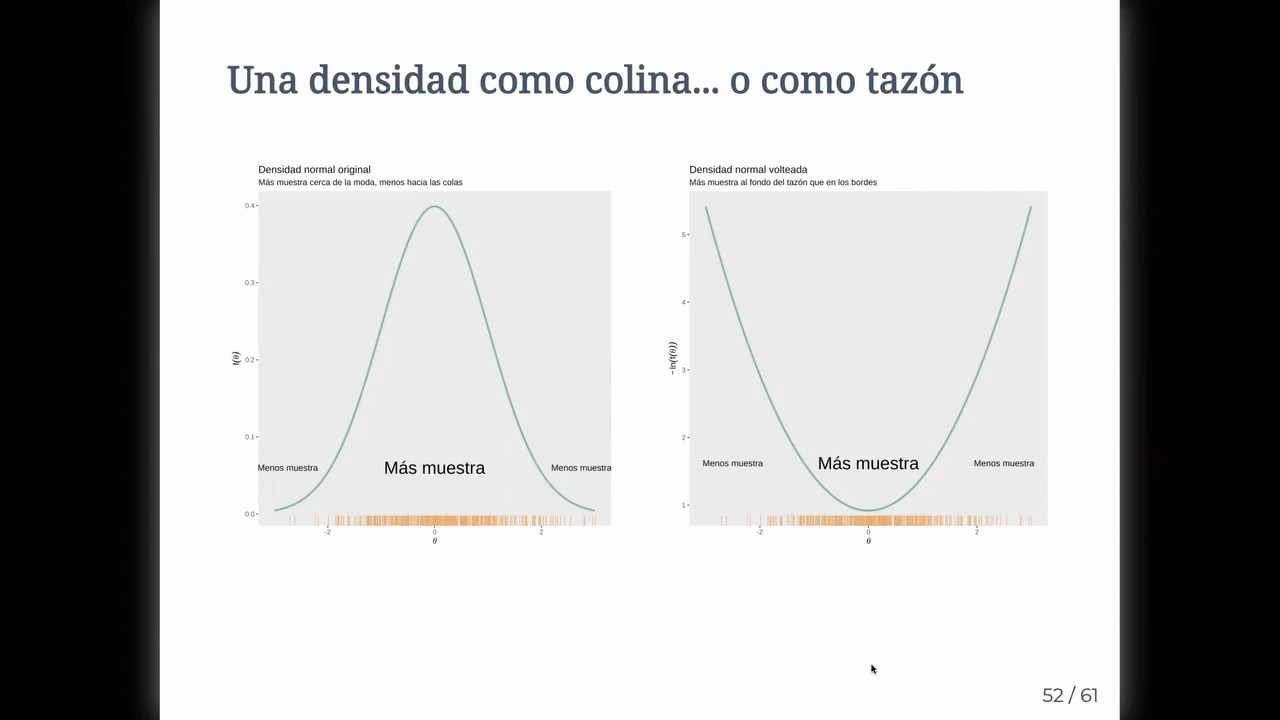 Una densidad como colina... o como tazón
Densidad normal original
Más muestra cerca de la moda, menos hacia las colas
0.4
0.3
0.2
0.1
0.0
f(θ)
Menos muestra
Más muestra
Menos muestra
-2
0
2
θ
Densidad normal volteada
Más muestra al fondo del tazón que en los bordes
5
4
3
2
1
−ln(f(θ))
Menos muestra
Más muestra
Menos muestra
-2
0
2
θ
52 / 61